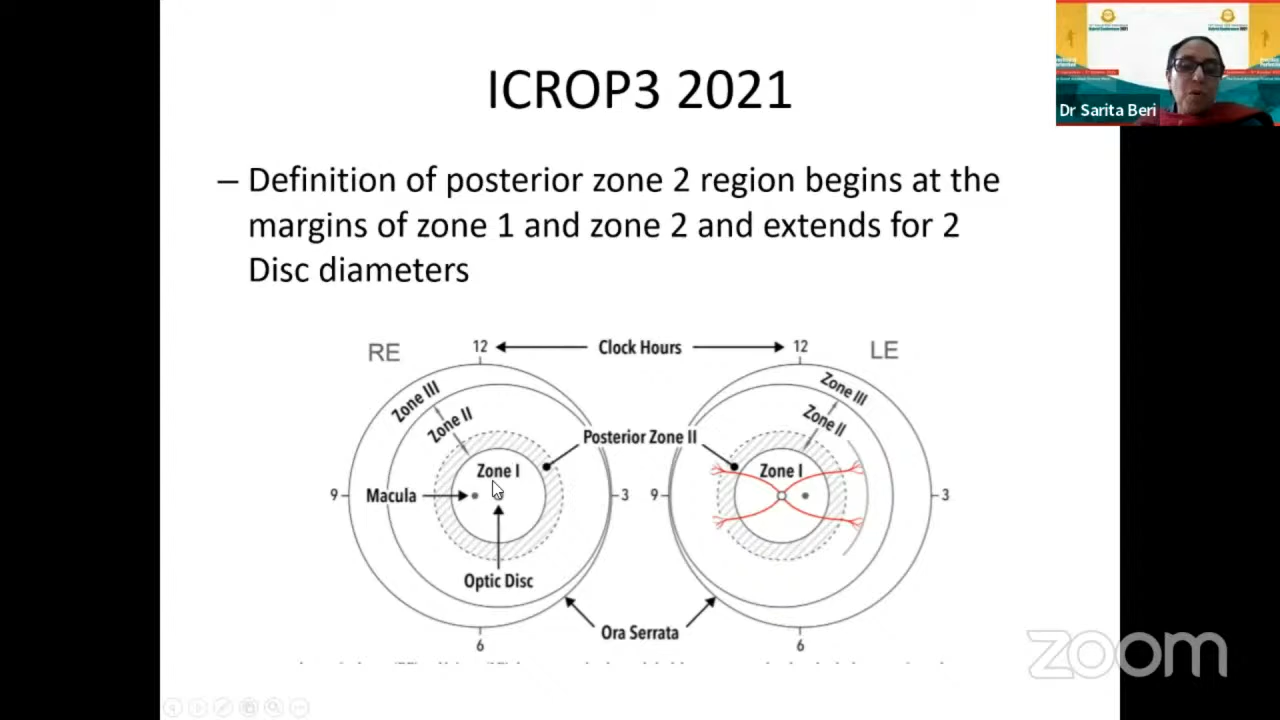 ICROP3 2021
Dr Sarita Beri
– Definition of posterior zone 2 region begins at the
margins of zone 1 and zone 2 and extends for 2
Disc diameters
RE
12
Clock Hours
12
LE
Zone III
Zone II
Zone III
Zone II
Posterior Zone II
Zone I
Zone I
9
Macula
3
9
3
Optic Disc
Ora Serrata
6
6
zoom